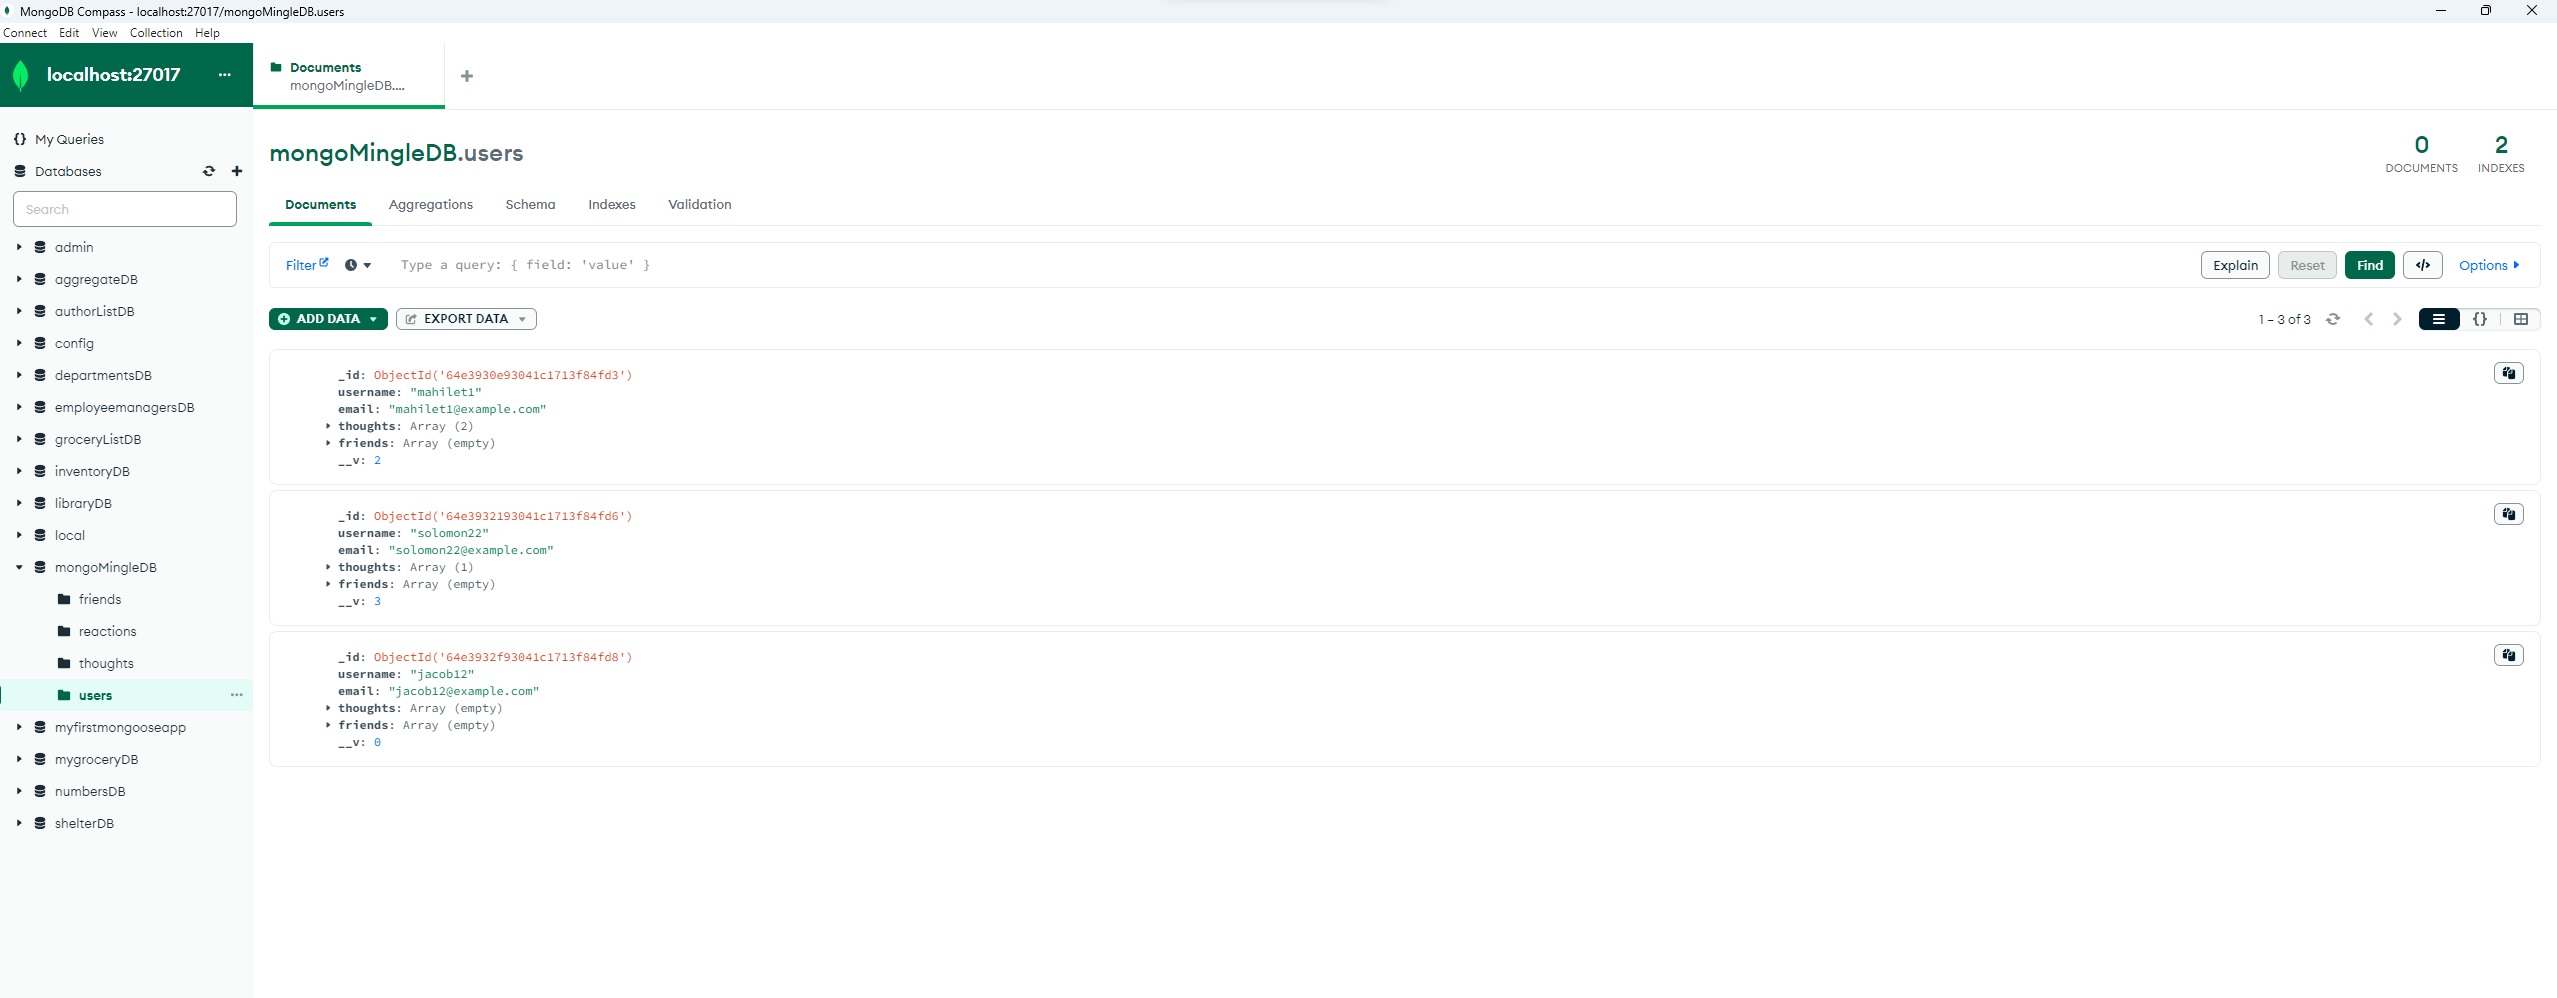 MongoDB Compass - localhost:27017/mongoMingleDB.users
Connect Edit View Collection Help
localhost:27017 ...
Documents
mongoMingleDB....
{} My Queries
Databases
Search
admin
aggregateDB
authorListDB
config
departmentsDB
employeemanagersDB
groceryListDB
inventoryDB
libraryDB
local
mongoMingleDB
friends
reactions
thoughts
users ...
myfirstmongooseapp
mygroceryDB
numbersDB
shelterDB
mongoMingleDB.users
0 2
DOCUMENTS INDEXES
Documents Aggregations Schema Indexes Validation
Filter Type a query: { field: 'value' } Explain Reset Find </> Options
ADD DATA EXPORT DATA 1 – 3 of 3 {}
_id: ObjectId('64e3930e93041c1713f84fd3')
username: "mahilet1"
email: "mahilet1@example.com"
thoughts: Array (2)
friends: Array (empty)
__v: 2
_id: ObjectId('64e3932193041c1713f84fd6')
username: "solomon22"
email: "solomon22@example.com"
thoughts: Array (1)
friends: Array (empty)
__v: 3
_id: ObjectId('64e3932f93041c1713f84fd8')
username: "jacob12"
email: "jacob12@example.com"
thoughts: Array (empty)
friends: Array (empty)
__v: 0